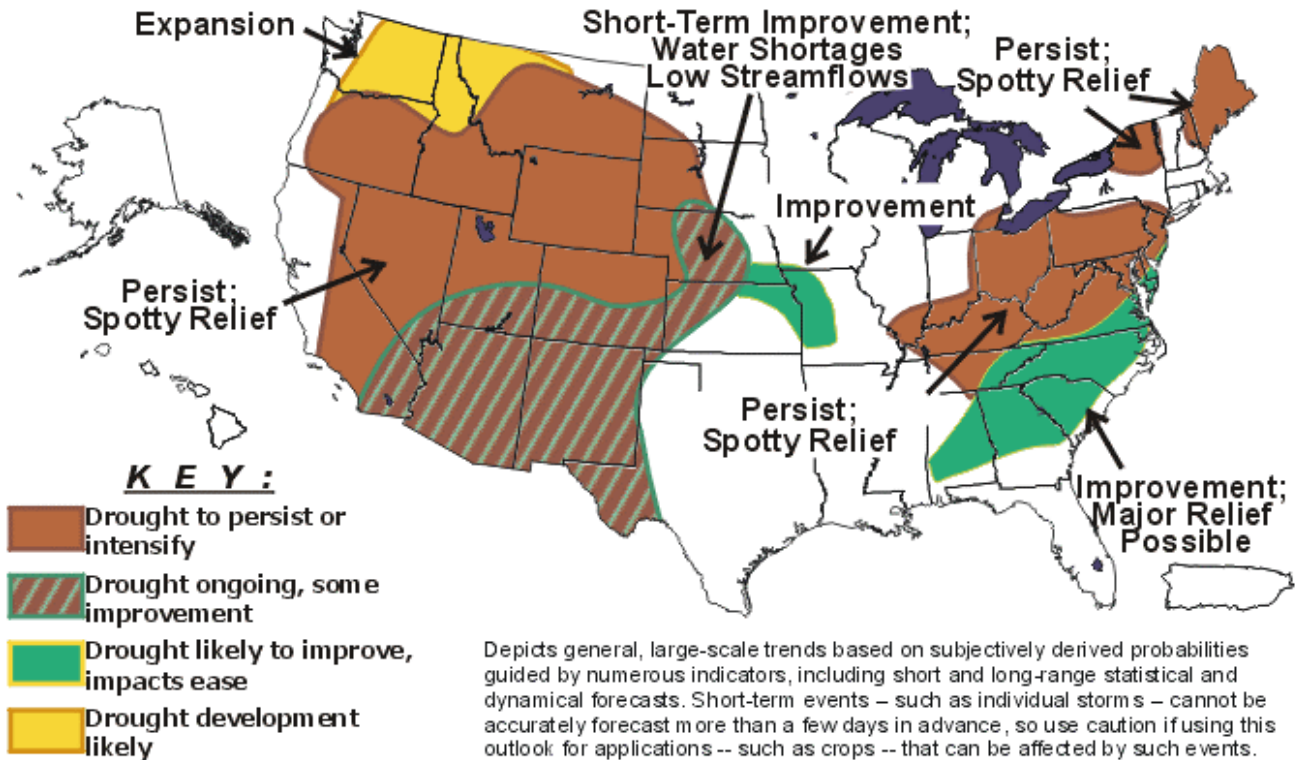 Expansion
Short-Term Improvement;
Water Shortages
Low Streamflows
Persist;
Spotty Relief
Improvement
Persist;
Spotty Relief
Persist;
Spotty Relief
Improvement;
Major Relief
Possible
K E Y :
Drought to persist or
intensify
Drought ongoing, some
improvement
Drought likely to improve,
impacts ease
Drought development
likely
Depicts general, large-scale trends based on subjectively derived probabilities
guided by numerous indicators, including short and long-range statistical and
dynamical forecasts. Short-term events -- such as individual storms -- cannot be
accurately forecast more than a few days in advance, so use caution if using this
outlook for applications -- such as crops -- that can be affected by such events.